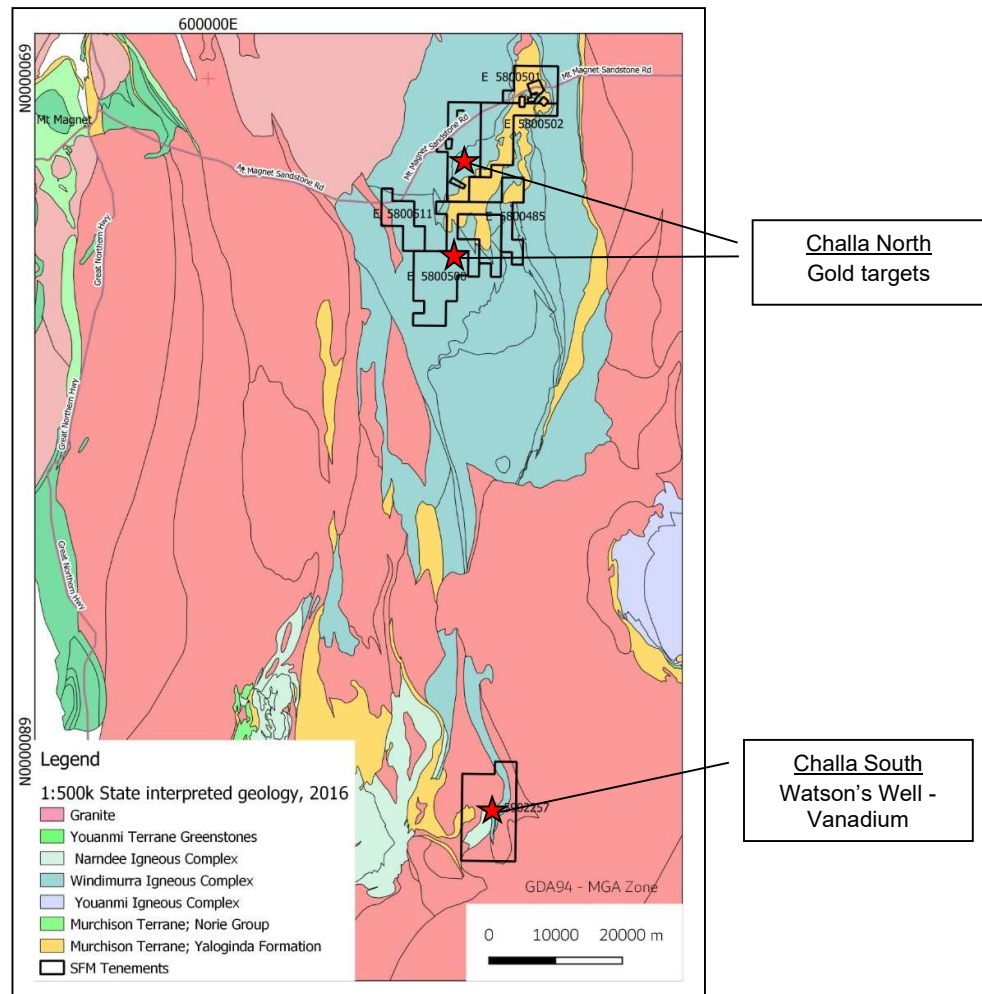 600000E
N0000069
E 5800501
Mt Magnet Sandstone Rd
Mt Magnet
E 5800502
Mt Magnet Sandstone Rd
Mt Magnet Sandstone Rd
E 5800511
E 5800485
Great Northern Hwy
E 5800500
Challa North
Gold targets
Great Northern Hwy
Great Northern Hwy
N0000089
Challa South
Watson's Well -
Vanadium
Legend
1:500k State interpreted geology, 2016
Granite
Youanmi Terrane Greenstones
Narndee Igneous Complex
Windimurra Igneous Complex
Youanmi Igneous Complex
Murchison Terrane; Norie Group
Murchison Terrane; Yaloginda Formation
SFM Tenements
GDA94 - MGA Zone
0 10000 20000 m